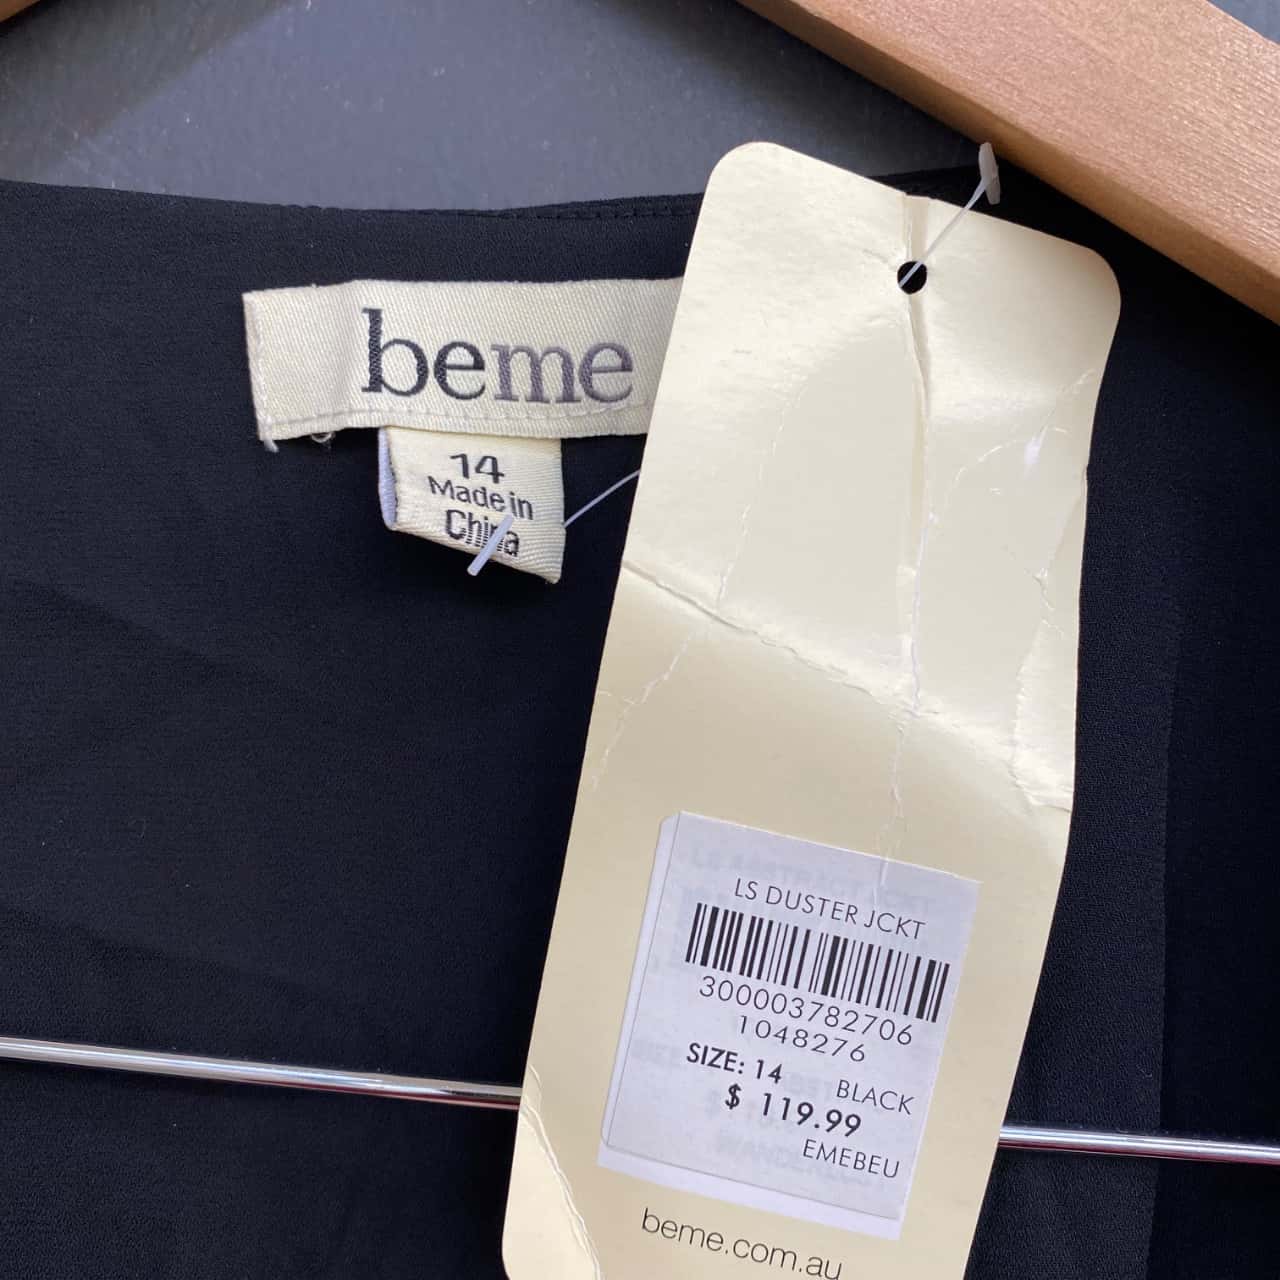 beme
14
Made in
China
LS DUSTER JCKT
300003782706
1048276
SIZE: 14 BLACK
$ 119.99
EMEBEU
beme.com.au